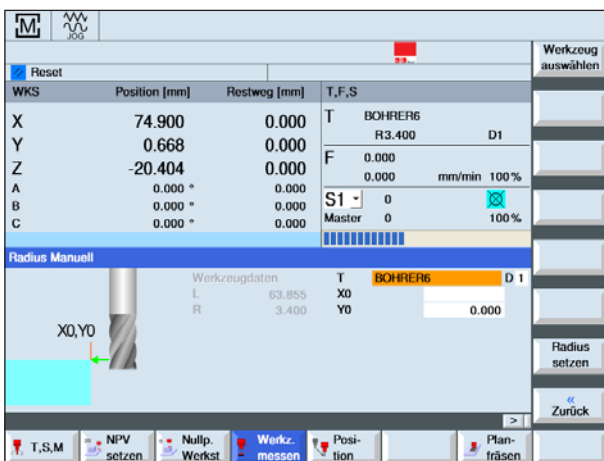 M
JOG
Werkzeug
auswählen
Reset
WKS Position [mm] Restweg [mm] T,F,S
X 74.900 0.000
Y 0.668 0.000
Z -20.404 0.000
A 0.000 ° 0.000
B 0.000 ° 0.000
C 0.000 ° 0.000
T BOHRER6
R3.400 D1
F 0.000
0.000 mm/min 100%
S1 0
Master 0 100%
Radius Manuell
Werkzeugdaten
L 63.855
R 3.400
T BOHRER6 D 1
X0
Y0 0.000
X0,Y0
Radius
setzen
«
Zurück
>
T,S,M
NPV
setzen
Nullp.
Werkst
Werkz.
messen
Posi-
tion
Plan-
fräsen